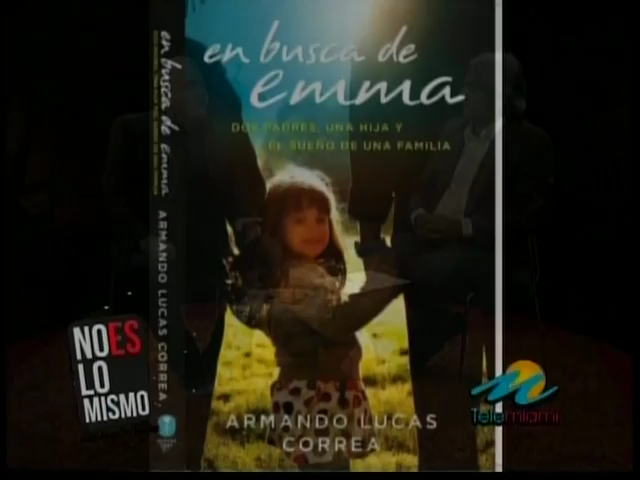 en busca de
emma
DOS PADRES, UNA HIJA Y
EL SUEÑO DE UNA FAMILIA
en busca de emma
ARMANDO LUCAS CORREA
ARMANDO LUCAS
CORREA
NO ES
LO
MISMO
Telemiami